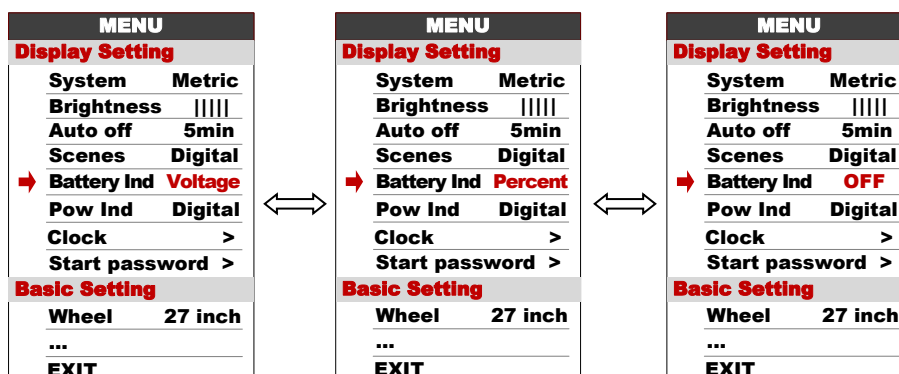 MENU
Display Setting
System Metric
Brightness |||||
Auto off 5min
Scenes Digital
Battery Ind Voltage
Pow Ind Digital
Clock >
Start password >
Basic Setting
Wheel 27 inch
...
EXIT
MENU
Display Setting
System Metric
Brightness |||||
Auto off 5min
Scenes Digital
Battery Ind Percent
Pow Ind Digital
Clock >
Start password >
Basic Setting
Wheel 27 inch
...
EXIT
MENU
Display Setting
System Metric
Brightness |||||
Auto off 5min
Scenes Digital
Battery Ind OFF
Pow Ind Digital
Clock >
Start password >
Basic Setting
Wheel 27 inch
...
EXIT